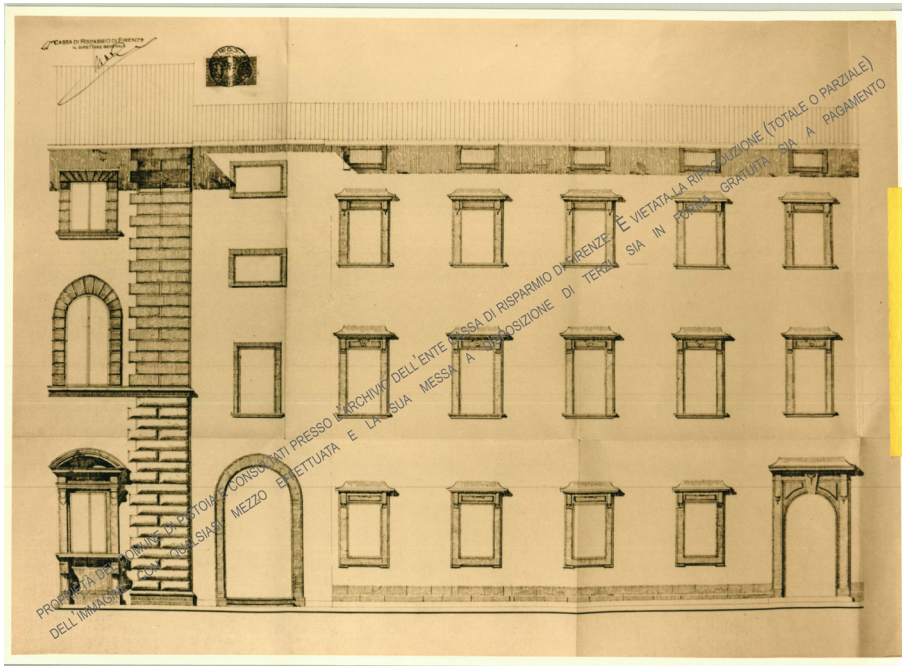 CASSA DI RISPARMIO DI FIRENZE
IL DIRETTORE GENERALE
PROPRIETÀ DEL COMUNE DI PISTOIA E CONSULTATI PRESSO L'ARCHIVIO DELL'ENTE CASSA DI RISPARMIO DI FIRENZE. È VIETATA LA RIPRODUZIONE (TOTALE O PARZIALE)
DELL'IMMAGINE CON QUALSIASI MEZZO EFFETTUATA E LA SUA MESSA A DISPOSIZIONE DI TERZI, SIA IN FORMA GRATUITA SIA A PAGAMENTO